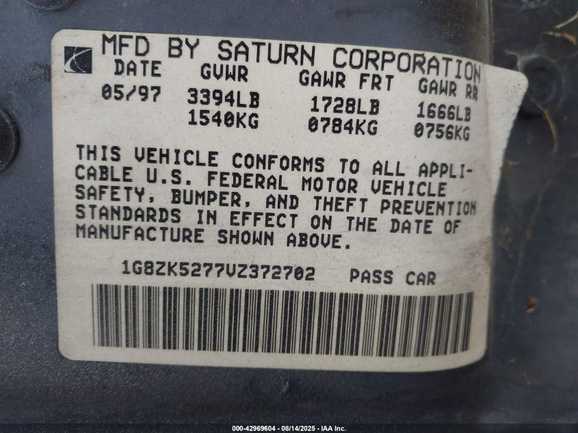 MFD BY SATURN CORPORATION
DATE GVWR GAWR FRT GAWR RR
05/97 3394LB 1728LB 1666LB
1540KG 0784KG 0756KG
THIS VEHICLE CONFORMS TO ALL APPLI-
CABLE U.S. FEDERAL MOTOR VEHICLE
SAFETY, BUMPER, AND THEFT PREVENTION
STANDARDS IN EFFECT ON THE DATE OF
MANUFACTURE SHOWN ABOVE.
1G8ZK5277VZ372702 PASS CAR
000-42969604 | 08/14/2025 | IAA Inc.